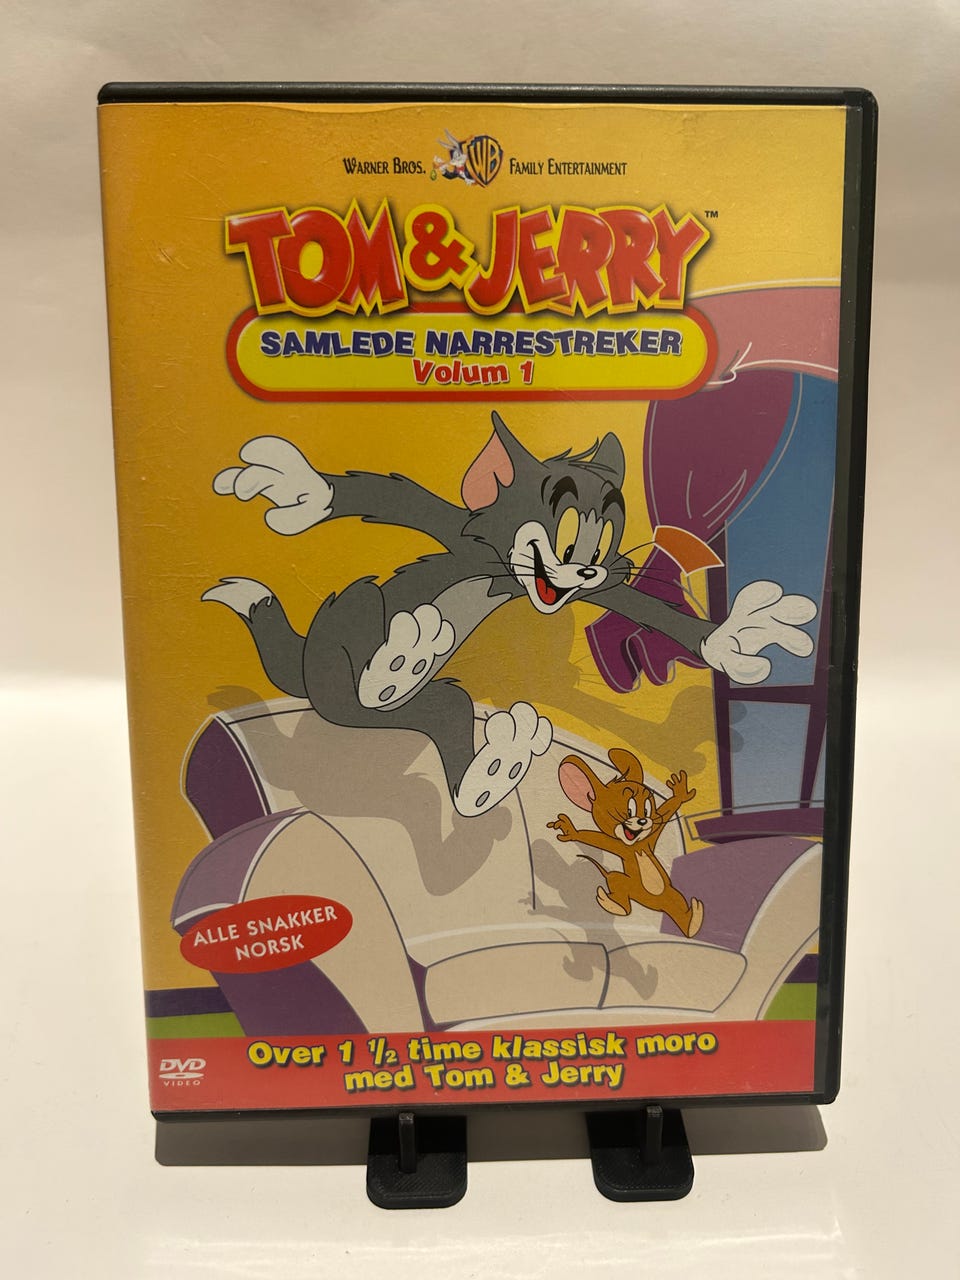 WARNER BROS. WB FAMILY ENTERTAINMENT
TOM & JERRY™
SAMLEDE NARRESTREKER
Volum 1
ALLE SNAKKER
NORSK
Over 1 ½ time klassisk moro
med Tom & Jerry
DVD
VIDEO